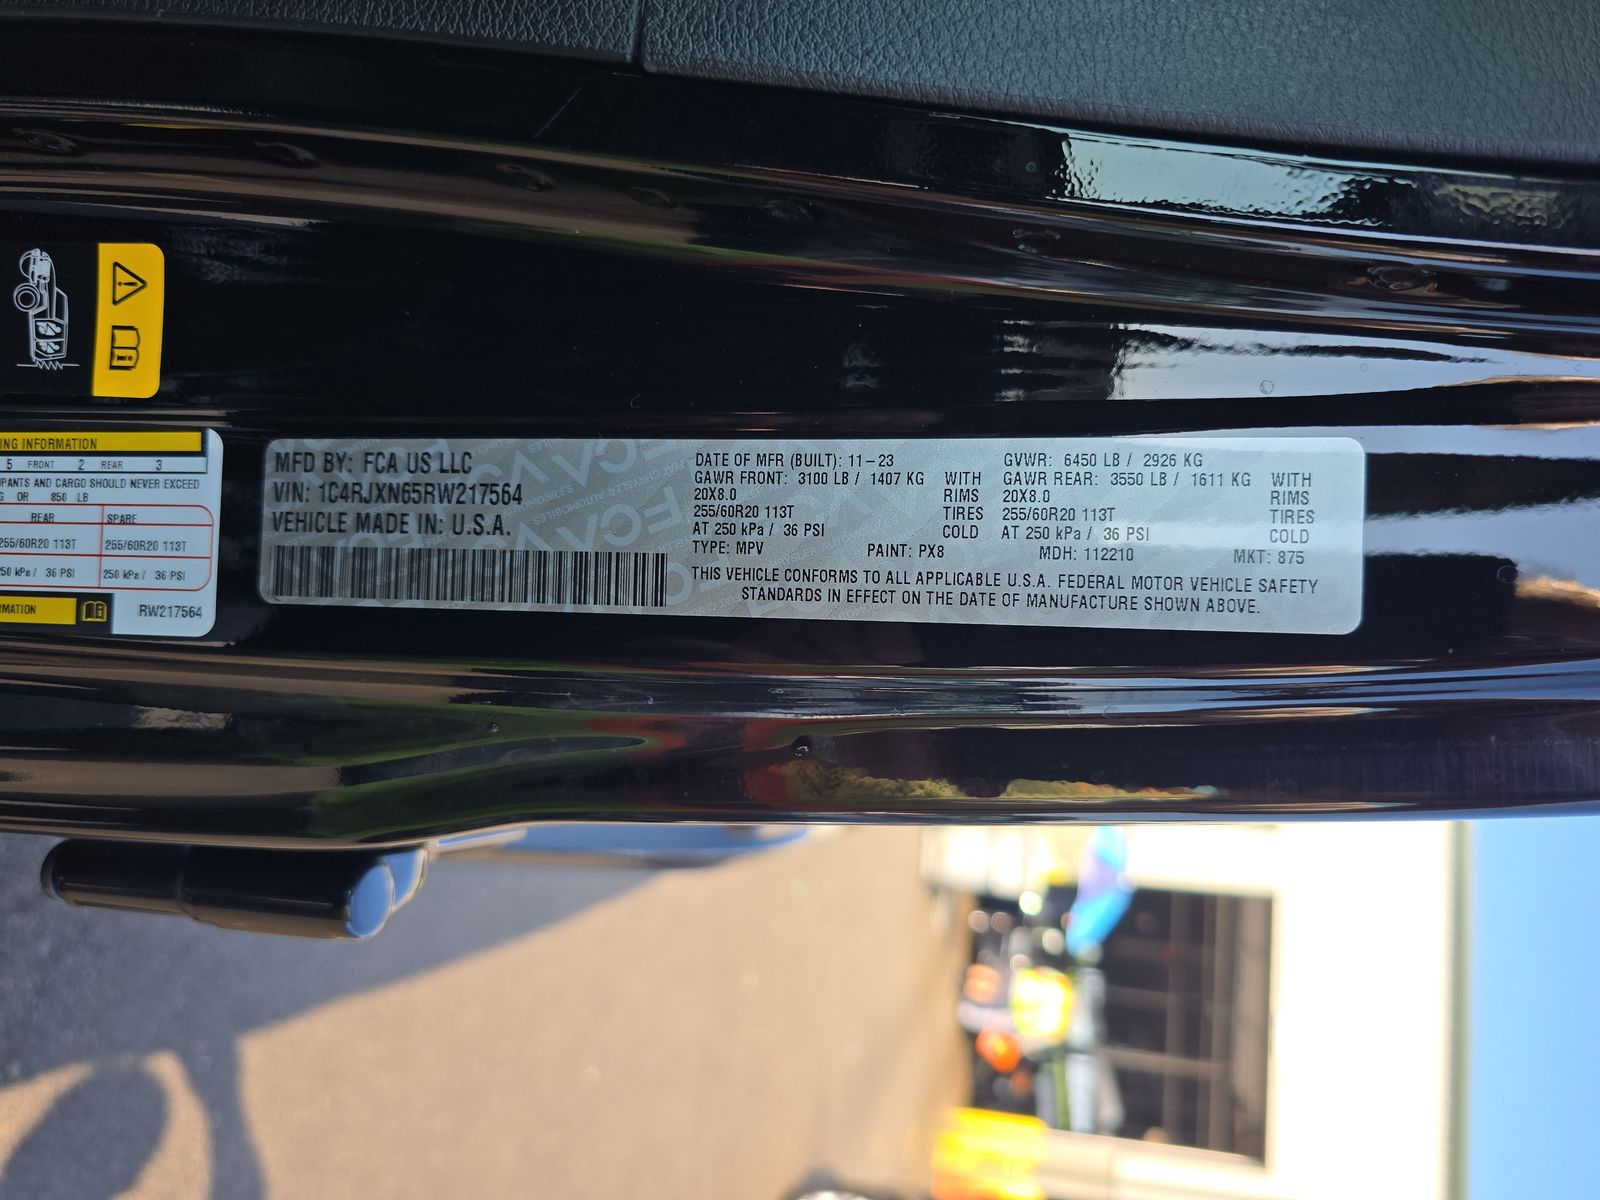 ING INFORMATION
5 FRONT 2 REAR 3
UPANTS AND CARGO SHOULD NEVER EXCEED
G OR 850 LB
REAR SPARE
255/60R20 113T 255/60R20 113T
250 kPa / 36 PSI 250 kPa / 36 PSI
RMATION RW217564
MFD BY: FCA US LLC
VIN: 1C4RJXN65RW217564
VEHICLE MADE IN: U.S.A.
DATE OF MFR (BUILT): 11-23 GVWR: 6450 LB / 2926 KG
GAWR FRONT: 3100 LB / 1407 KG WITH GAWR REAR: 3550 LB / 1611 KG WITH
20X8.0 RIMS 20X8.0 RIMS
255/60R20 113T TIRES 255/60R20 113T TIRES
AT 250 kPa / 36 PSI COLD AT 250 kPa / 36 PSI COLD
TYPE: MPV PAINT: PX8 MDH: 112210 MKT: 875
THIS VEHICLE CONFORMS TO ALL APPLICABLE U.S.A. FEDERAL MOTOR VEHICLE SAFETY
STANDARDS IN EFFECT ON THE DATE OF MANUFACTURE SHOWN ABOVE.